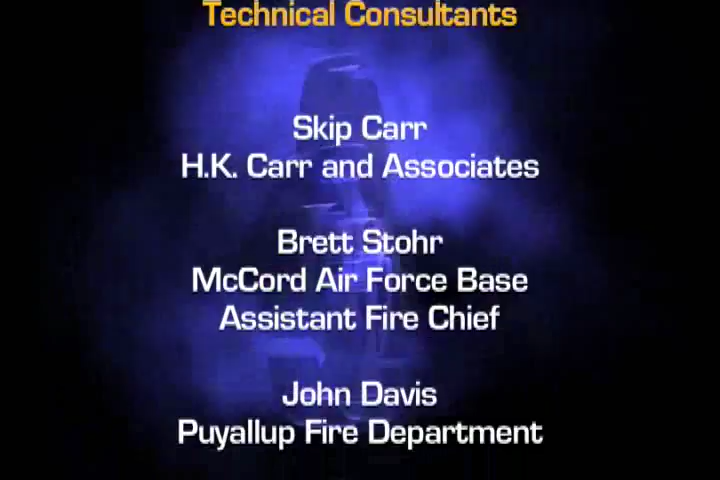 Technical Consultants
Skip Carr
H.K. Carr and Associates
Brett Stohr
McCord Air Force Base
Assistant Fire Chief
John Davis
Puyallup Fire Department